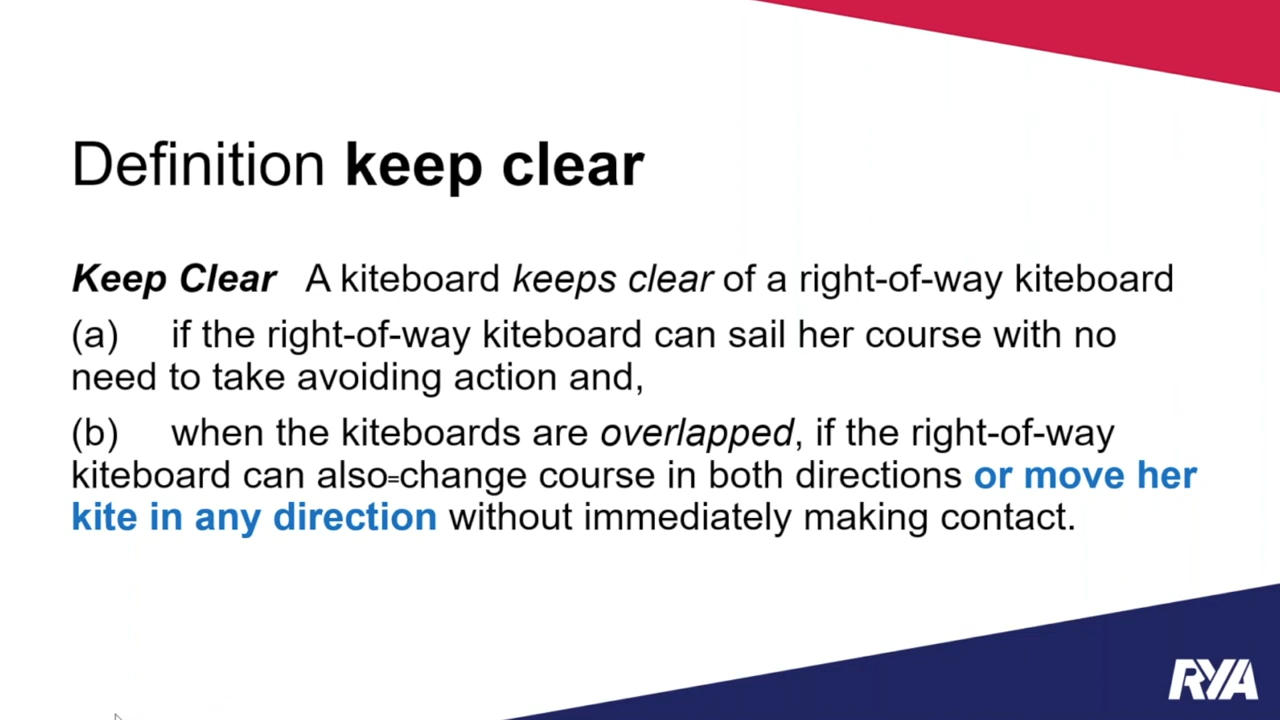 Definition keep clear
Keep Clear A kiteboard keeps clear of a right-of-way kiteboard
(a) if the right-of-way kiteboard can sail her course with no
need to take avoiding action and,
(b) when the kiteboards are overlapped, if the right-of-way
kiteboard can also=change course in both directions or move her
kite in any direction without immediately making contact.
RYA